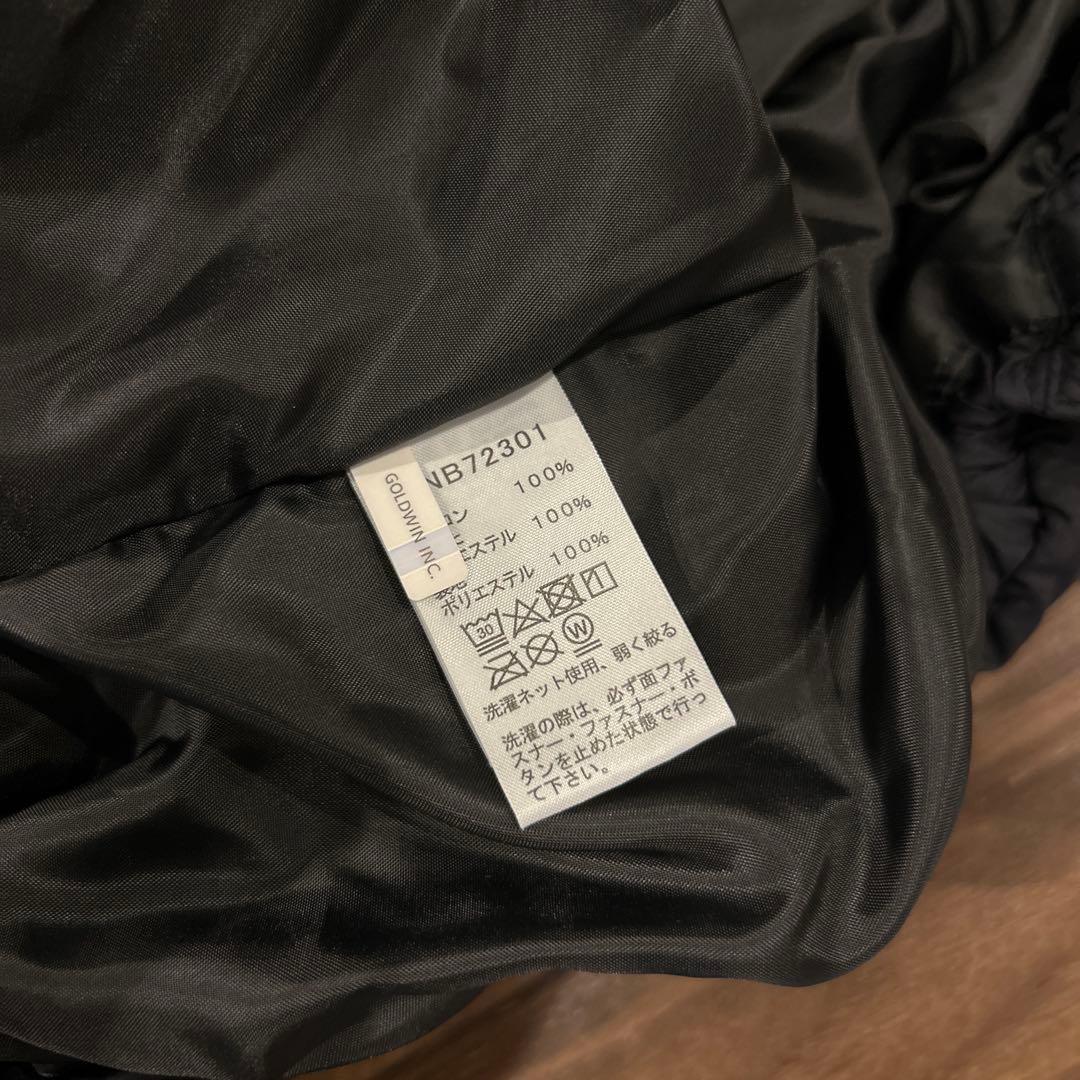 NB72301
100%
ロン
100%
エステル
100%
ポリエステル
GOLDWIN INC.
30
W
洗濯ネット使用、弱く絞る
洗濯の際は、必ず面ファ
スナー・ファスナー・ボ
タンを止めた状態で行っ
て下さい。